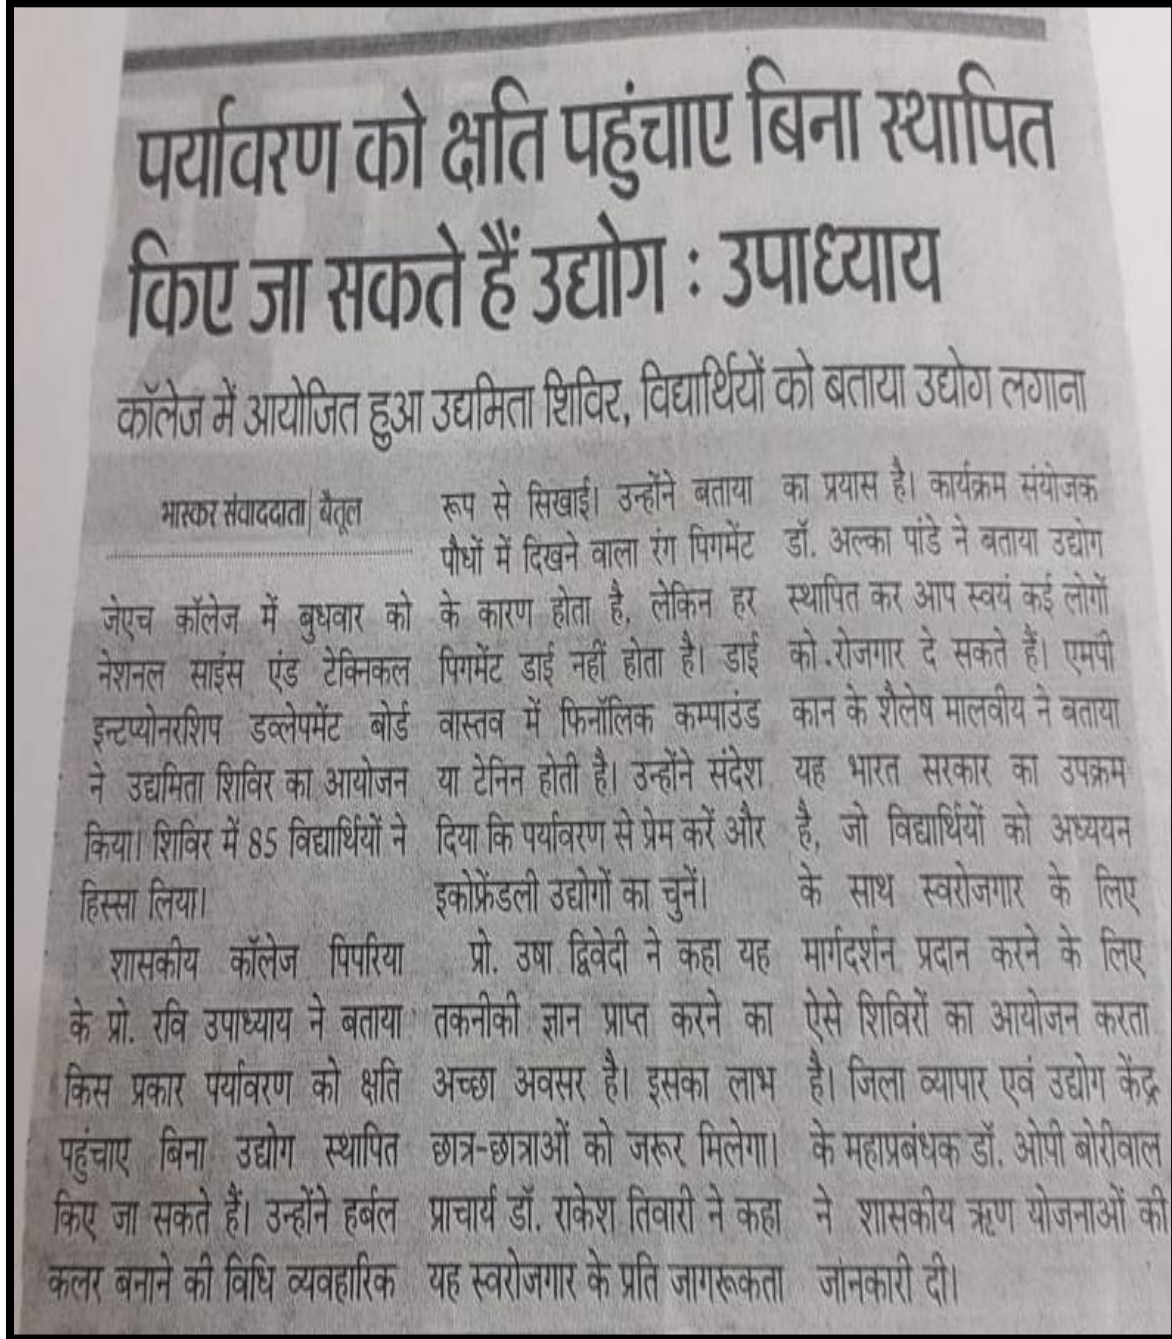 पर्यावरण को क्षति पहुंचाए बिना स्थापित
किए जा सकते हैं उद्योग : उपाध्याय
कॉलेज में आयोजित हुआ उद्यमिता शिविर, विद्यार्थियों को बताया उद्योग लगाना
भास्कर संवाददाता| बैतूल
जेएच कॉलेज में बुधवार को
नेशनल साइंस एंड टेक्निकल
इन्टप्योनरशिप डव्लेपमेंट बोर्ड
ने उद्यमिता शिविर का आयोजन
किया। शिविर में 85 विद्यार्थियों ने
हिस्सा लिया।
शासकीय कॉलेज पिपरिया
के प्रो. रवि उपाध्याय ने बताया
किस प्रकार पर्यावरण को क्षति
पहुंचाए बिना उद्योग स्थापित
किए जा सकते हैं। उन्होंने हर्बल
कलर बनाने की विधि व्यवहारिक
रूप से सिखाई। उन्होंने बताया
पौधों में दिखने वाला रंग पिगमेंट
के कारण होता है, लेकिन हर
पिगमेंट डाई नहीं होता है। डाई
वास्तव में फिनॉलिक कम्पाउंड
या टेनिन होती है। उन्होंने संदेश
दिया कि पर्यावरण से प्रेम करें और
इकोफ्रेंडली उद्योगों का चुनें।
प्रो. उषा द्विवेदी ने कहा यह
तकनीकी ज्ञान प्राप्त करने का
अच्छा अवसर है। इसका लाभ
छात्र-छात्राओं को जरूर मिलेगा।
प्राचार्य डॉ. राकेश तिवारी ने कहा
यह स्वरोजगार के प्रति जागरूकता
का प्रयास है। कार्यक्रम संयोजक
डॉ. अल्का पांडे ने बताया उद्योग
स्थापित कर आप स्वयं कई लोगों
को रोजगार दे सकते हैं। एमपी
कान के शैलेष मालवीय ने बताया
यह भारत सरकार का उपक्रम
है, जो विद्यार्थियों को अध्ययन
के साथ स्वरोजगार के लिए
मार्गदर्शन प्रदान करने के लिए
ऐसे शिविरों का आयोजन करता
है। जिला व्यापार एवं उद्योग केंद्र
के महाप्रबंधक डॉ. ओपी बोरीवाल
ने शासकीय ऋण योजनाओं की
जानकारी दी।